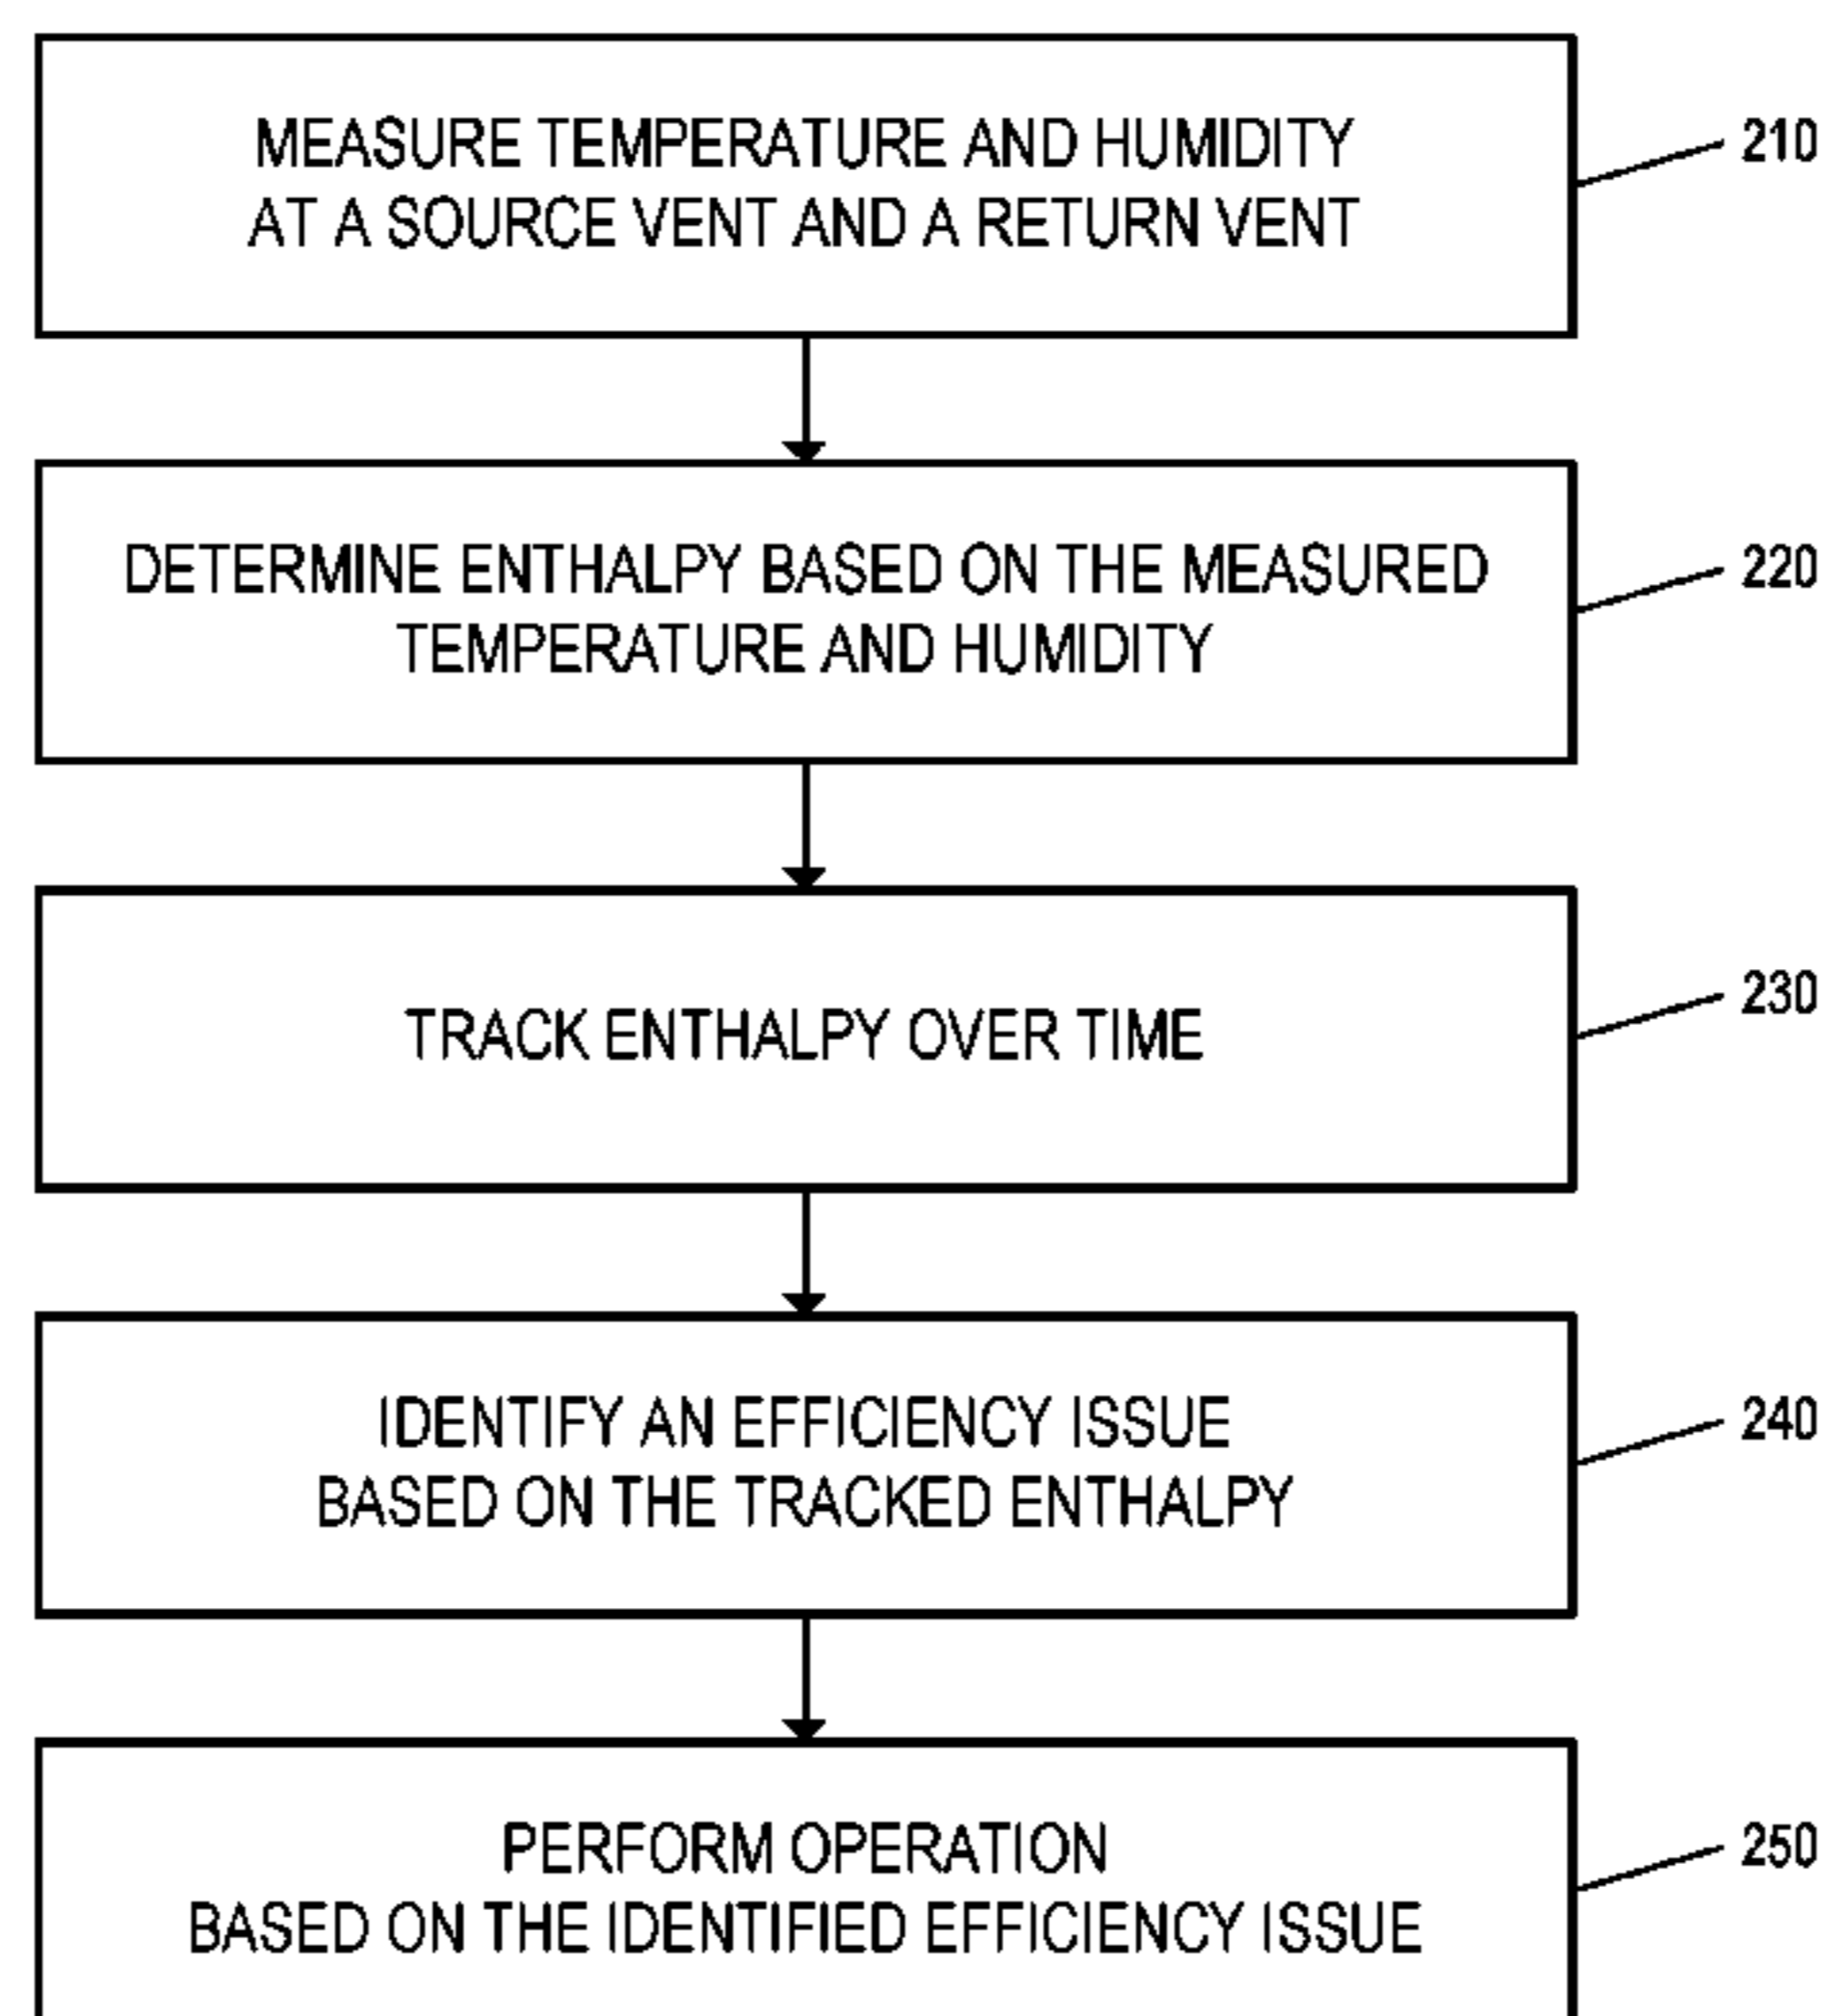 MEASURE TEMPERATURE AND HUMIDITY
AT A SOURCE VENT AND A RETURN VENT
210
DETERMINE ENTHALPY BASED ON THE MEASURED
TEMPERATURE AND HUMIDITY
220
TRACK ENTHALPY OVER TIME
230
IDENTIFY AN EFFICIENCY ISSUE
BASED ON THE TRACKED ENTHALPY
240
PERFORM OPERATION
BASED ON THE IDENTIFIED EFFICIENCY ISSUE
250